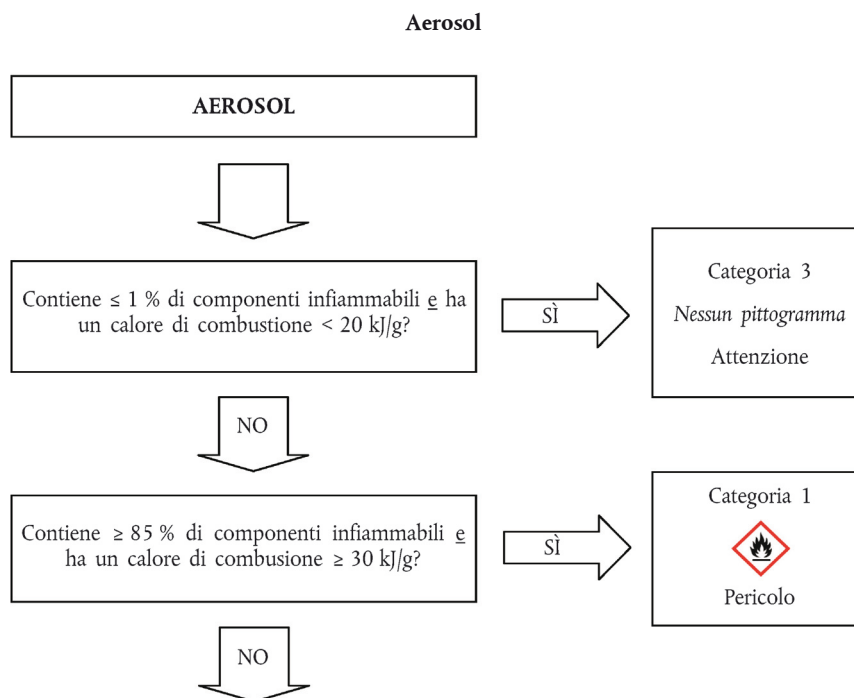 Aerosol
AEROSOL
Contiene ≤ 1 % di componenti infiammabili e ha
un calore di combustione < 20 kJ/g?
SÌ
Categoria 3
Nessun pittogramma
Attenzione
NO
Contiene ≥ 85 % di componenti infiammabili e
ha un calore di combusione ≥ 30 kJ/g?
SÌ
Categoria 1
Pericolo
NO